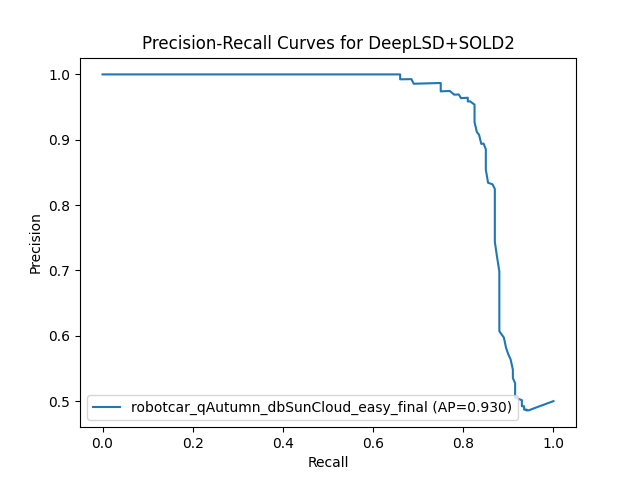 Precision-Recall Curves for DeepLSD+SOLD2
1.0
0.9
0.8
0.7
0.6
0.5
Precision
robotcar_qAutumn_dbSunCloud_easy_final (AP=0.930)
0.0 0.2 0.4 0.6 0.8 1.0
Recall